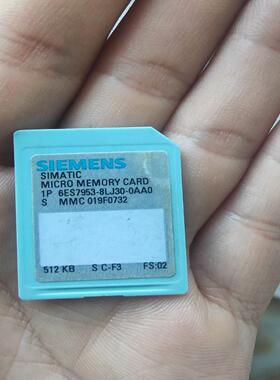 SIEMENS
SIMATIC
MICRO MEMORY CARD
1P 6ES7953-8LJ30-0AA0
S MMC 019F0732
512 KB S C-F3 FS:02